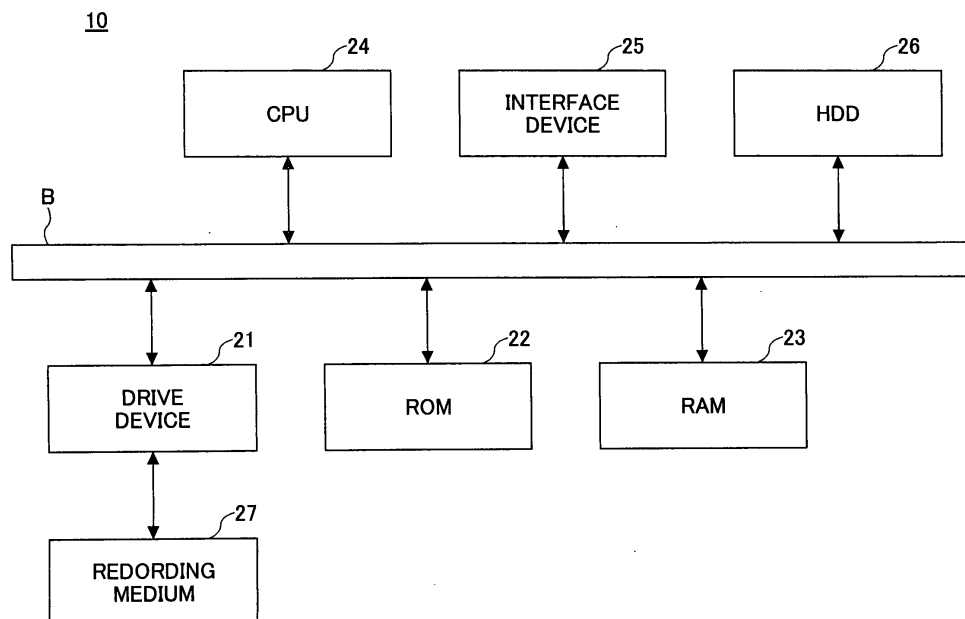 10
24
25
26
CPU
INTERFACE
DEVICE
HDD
B
21
22
23
DRIVE
DEVICE
ROM
RAM
27
REDORDING
MEDIUM